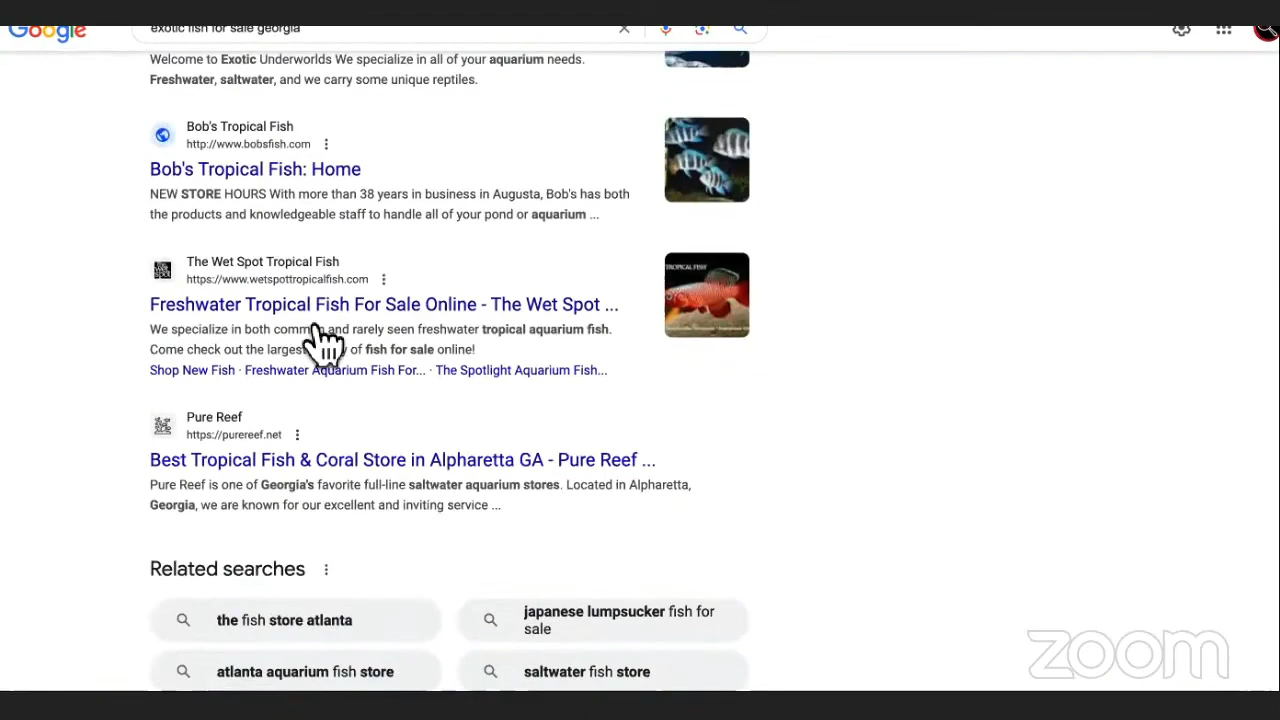 Google
exotic fish for sale georgia
Welcome to Exotic Underworlds We specialize in all of your aquarium needs.
Freshwater, saltwater, and we carry some unique reptiles.
Bob's Tropical Fish
http://www.bobsfish.com
Bob's Tropical Fish: Home
NEW STORE HOURS With more than 38 years in business in Augusta, Bob's has both
the products and knowledgeable staff to handle all of your pond or aquarium ...
The Wet Spot Tropical Fish
https://www.wetspottropicalfish.com
TROPICAL FISH
Freshwater Tropical Fish For Sale Online - The Wet Spot ...
We specialize in both common and rarely seen freshwater tropical aquarium fish.
Come check out the largest of fish for sale online!
Shop New Fish · Freshwater Aquarium Fish For... · The Spotlight Aquarium Fish...
Pure Reef
https://purereef.net
Best Tropical Fish & Coral Store in Alpharetta GA - Pure Reef ...
Pure Reef is one of Georgia's favorite full-line saltwater aquarium stores. Located in Alpharetta,
Georgia, we are known for our excellent and inviting service ...
Related searches
the fish store atlanta
japanese lumpsucker fish for
sale
atlanta aquarium fish store
saltwater fish store
zoom